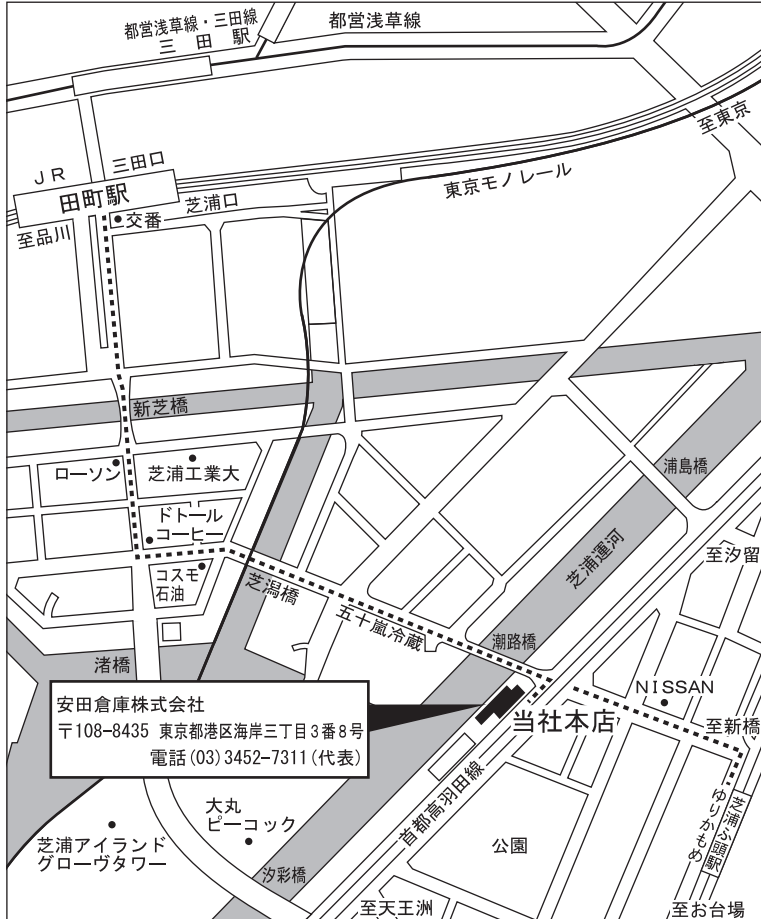 都営浅草線・三田線
三田駅
都営浅草線
至東京
JR
三田口
田町駅
芝浦口
東京モノレール
交番
至品川
新芝橋
ローソン
芝浦工業大
浦島橋
ドトール
コーヒー
芝浦運河
至汐留
コスモ
石油
芝潟橋
五十嵐冷蔵
潮路橋
渚橋
NISSAN
安田倉庫株式会社
〒108-8435 東京都港区海岸三丁目3番8号
電話(03)3452-7311(代表)
当社本店
至新橋
首都高羽田線
芝浦ふ頭駅
ゆりかもめ
大丸
ピーコック
芝浦アイランド
グローヴタワー
公園
汐彩橋
至天王洲
至お台場